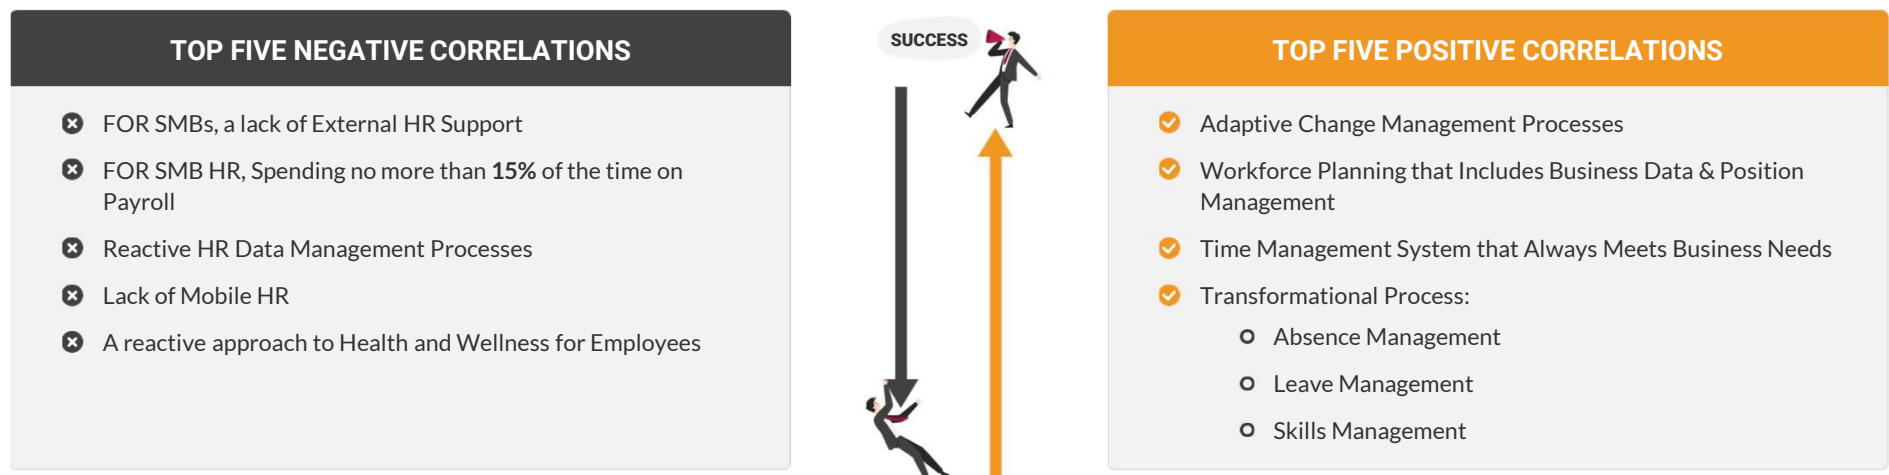 TOP FIVE NEGATIVE CORRELATIONS
FOR SMBs, a lack of External HR Support
FOR SMB HR, Spending no more than 15% of the time on
Payroll
Reactive HR Data Management Processes
Lack of Mobile HR
A reactive approach to Health and Wellness for Employees
SUCCESS
TOP FIVE POSITIVE CORRELATIONS
Adaptive Change Management Processes
Workforce Planning that Includes Business Data & Position
Management
Time Management System that Always Meets Business Needs
Transformational Process:
Absence Management
Leave Management
Skills Management